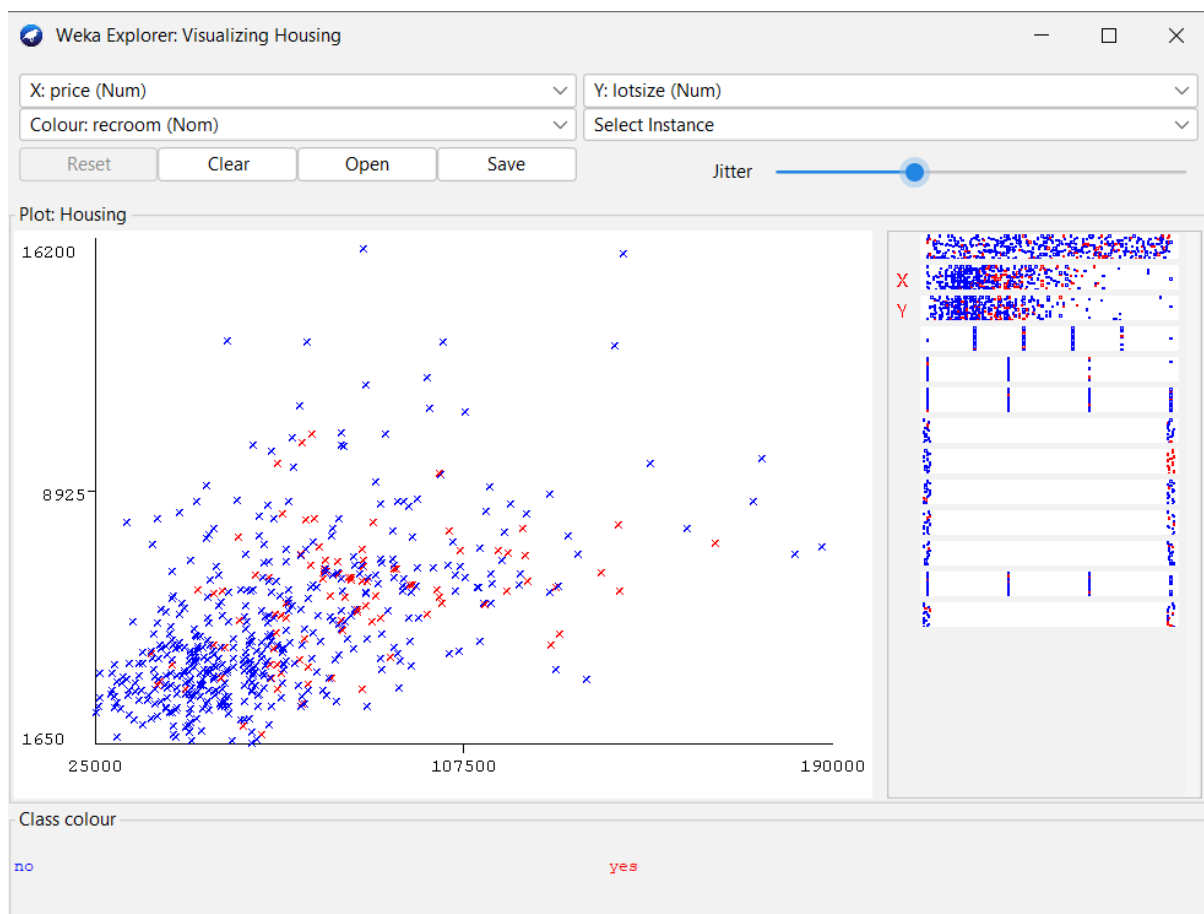 Weka Explorer: Visualizing Housing
X: price (Num)
Y: lotsize (Num)
Colour: recroom (Nom)
Select Instance
Reset
Clear
Open
Save
Jitter
Plot: Housing
16200
8925
1650
25000
107500
190000
X
Y
Class colour
no
yes